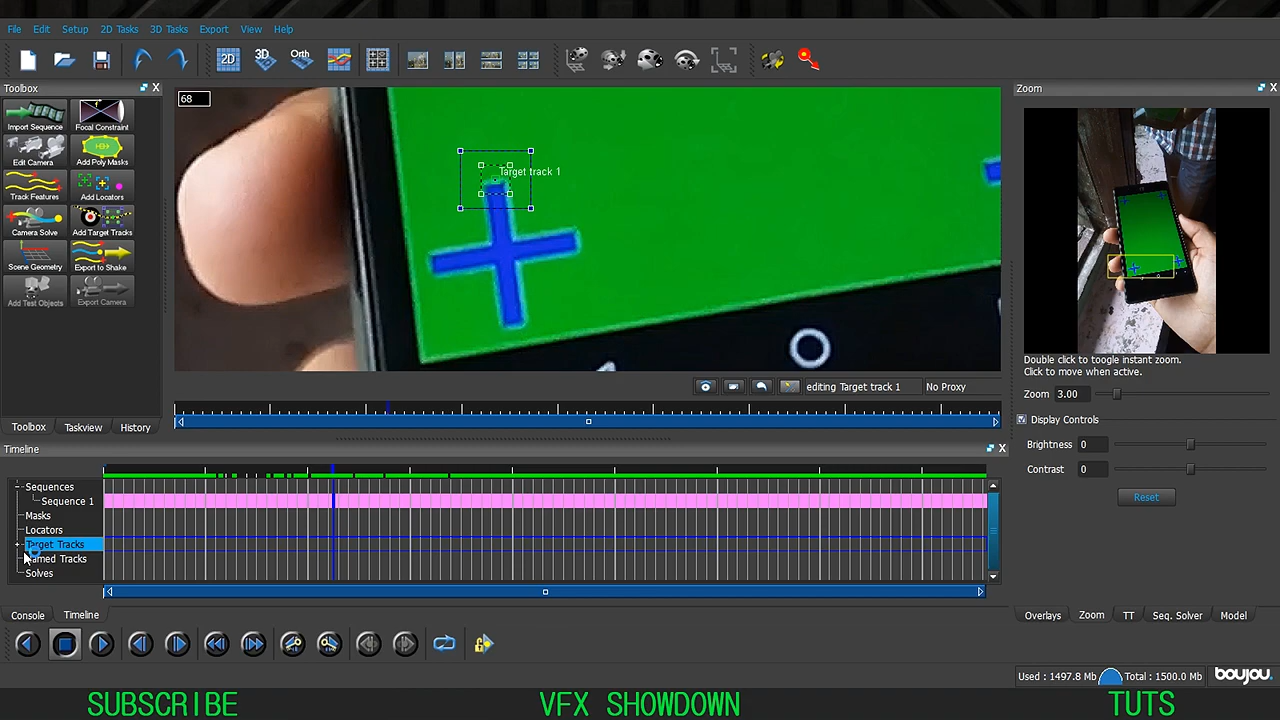 File Edit Setup 2D Tasks 3D Tasks Export View Help
2D 3D Orth
Toolbox
Import Sequence Focal Constraint
Edit Camera Add Poly Masks
Track Features Add Locators
Camera Solve Add Target Tracks
Scene Geometry Export to Shake
Add Test Objects Export Camera
Toolbox Taskview History
68
Target track 1
editing Target track 1 No Proxy
Zoom
Double click to toogle instant zoom.
Click to move when active.
Zoom 3.00
Display Controls
Brightness 0
Contrast 0
Reset
Timeline
Sequences
Sequence 1
Masks
Locators
Target Tracks
Named Tracks
Solves
Console Timeline
Overlays Zoom TT Seq. Solver Model
Used : 1497.8 Mb Total : 1500.0 Mb boujou
SUBSCRIBE VFX SHOWDOWN TUTS